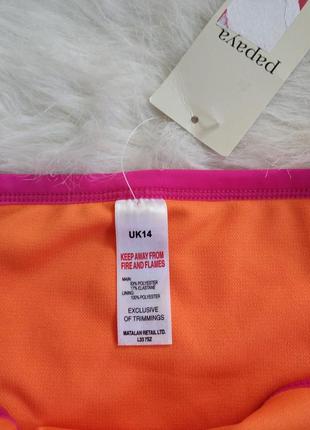 papaya
UK14
KEEP AWAY FROM
FIRE AND FLAMES
MAIN:
83% POLYESTER
17% ELASTANE
LINING:
100% POLYESTER
EXCLUSIVE
OF TRIMMINGS
MATALAN RETAIL LTD.
L33 7SZ